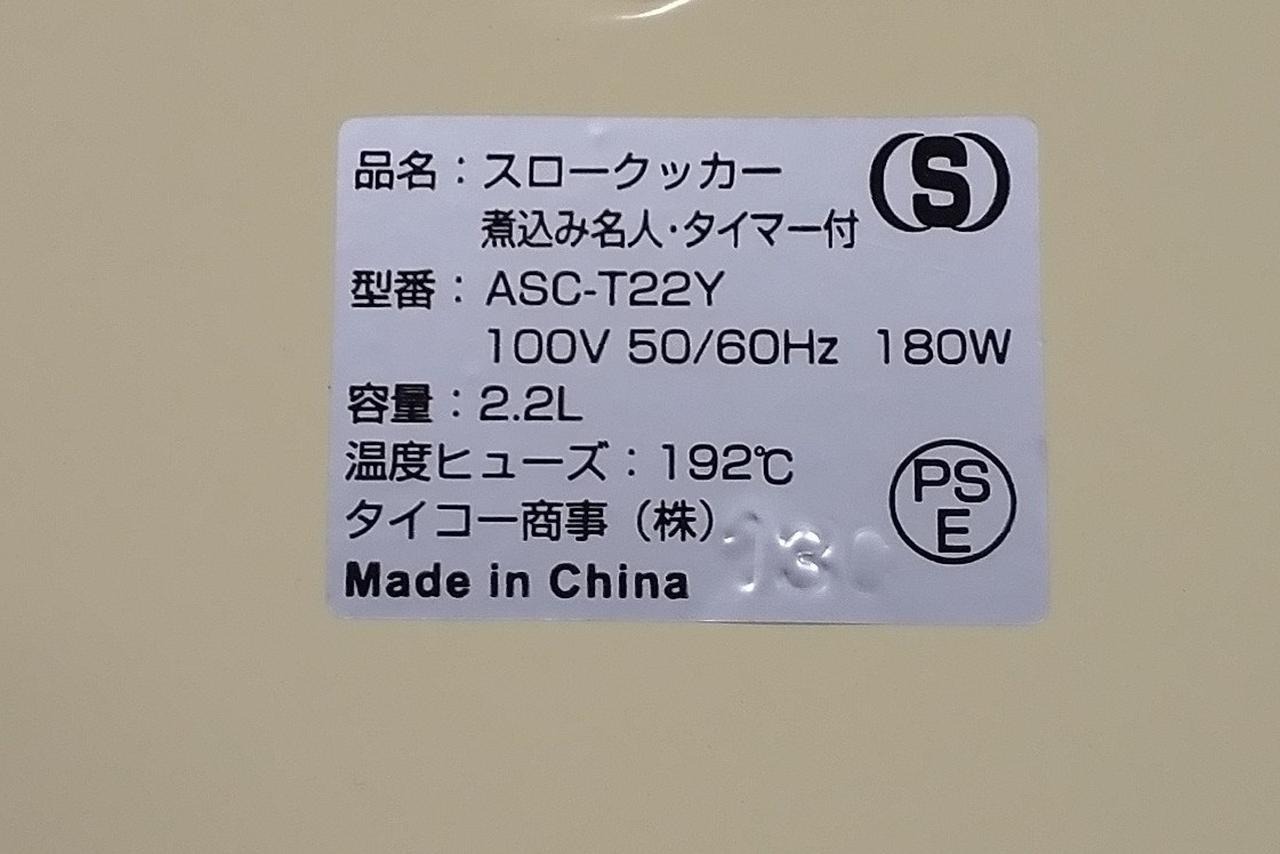 品名：スロークッカー
煮込み名人・タイマー付
S
型番：ASC-T22Y
100V 50/60Hz 180W
容量：2.2L
温度ヒューズ：192℃
タイコー商事（株）
PS
E
Made in China